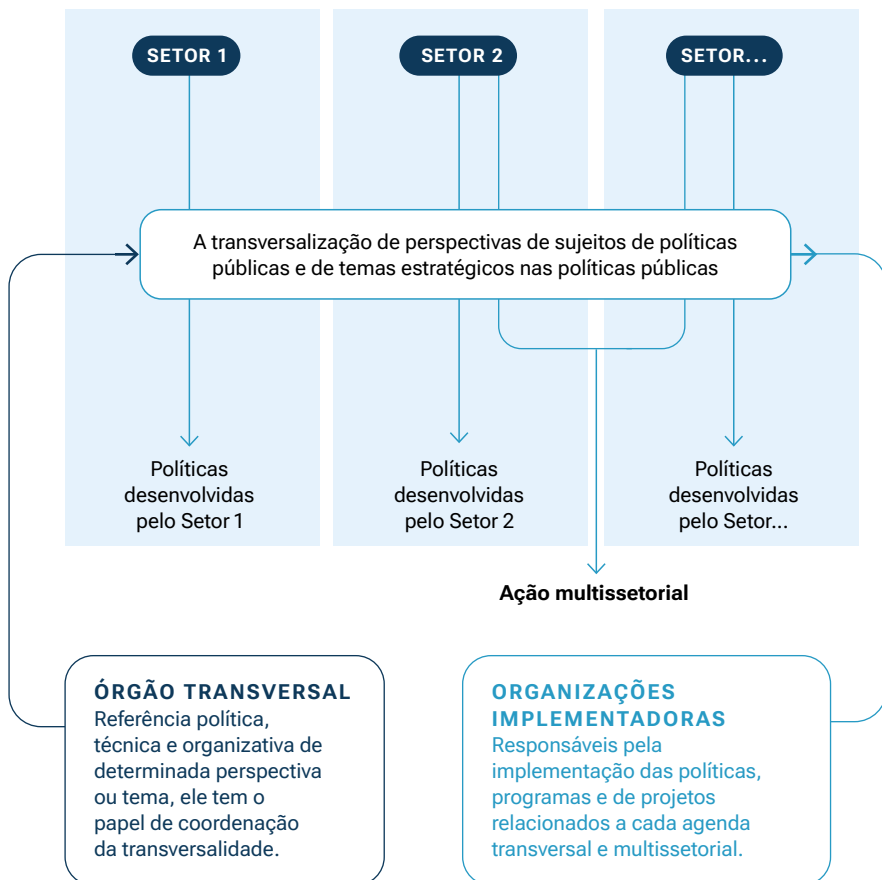 SETOR 1
SETOR 2
SETOR...
A transversalização de perspectivas de sujeitos de políticas
públicas e de temas estratégicos nas políticas públicas
Políticas
desenvolvidas
pelo Setor 1
Políticas
desenvolvidas
pelo Setor 2
Políticas
desenvolvidas
pelo Setor...
Ação multissetorial
ÓRGÃO TRANSVERSAL
Referência política,
técnica e organizativa de
determinada perspectiva
ou tema, ele tem o
papel de coordenação
da transversalidade.
ORGANIZAÇÕES
IMPLEMENTADORAS
Responsáveis pela
implementação das políticas,
programas e de projetos
relacionados a cada agenda
transversal e multissetorial.